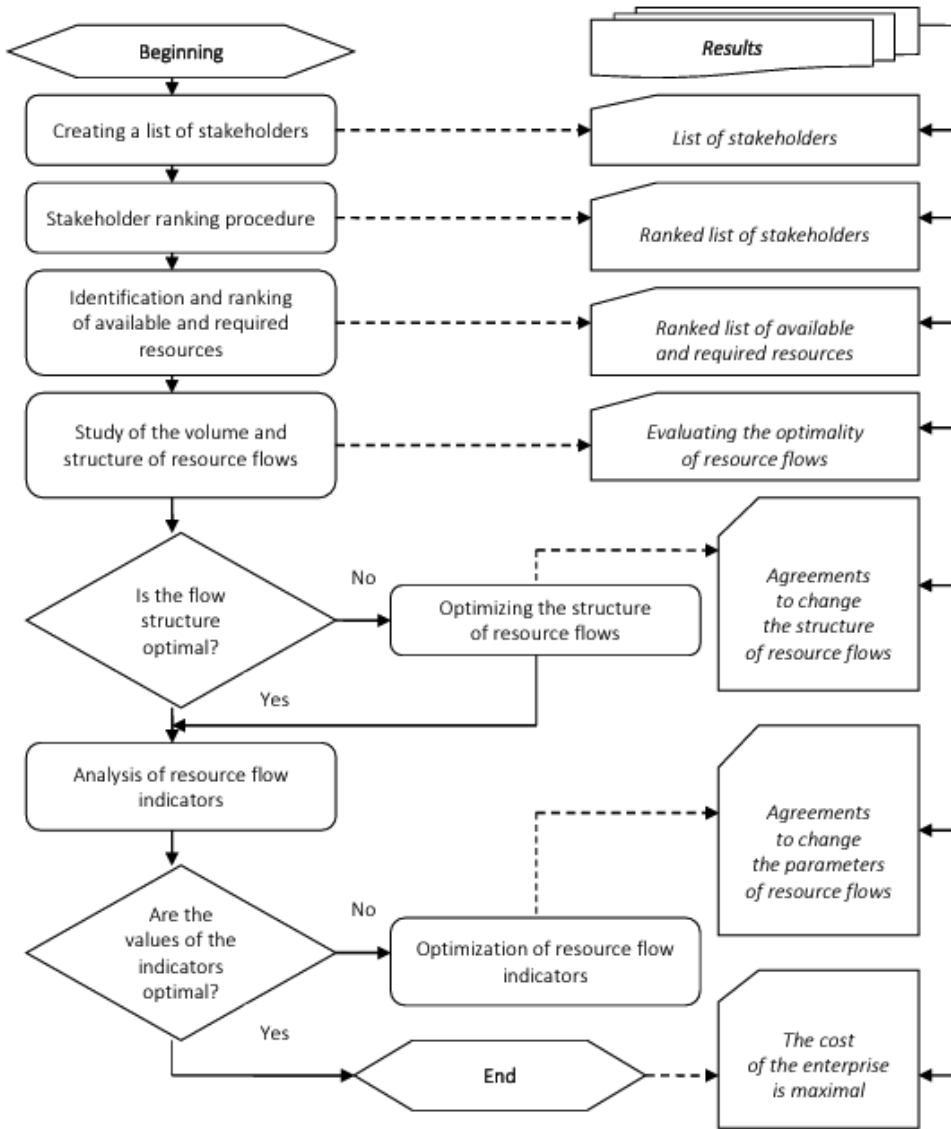 Beginning
Results
Creating a list of stakeholders
List of stakeholders
Stakeholder ranking procedure
Ranked list of stakeholders
Identification and ranking
of available and required
resources
Ranked list of available
and required resources
Study of the volume and
structure of resource flows
Evaluating the optimality
of resource flows
Is the flow
structure
optimal?
No
Optimizing the structure
of resource flows
Agreements
to change
the structure
of resource flows
Yes
Analysis of resource flow
indicators
Agreements
to change
the parameters
of resource flows
Are the
values of the
indicators
optimal?
No
Optimization of resource flow
indicators
Yes
End
The cost
of the enterprise
is maximal